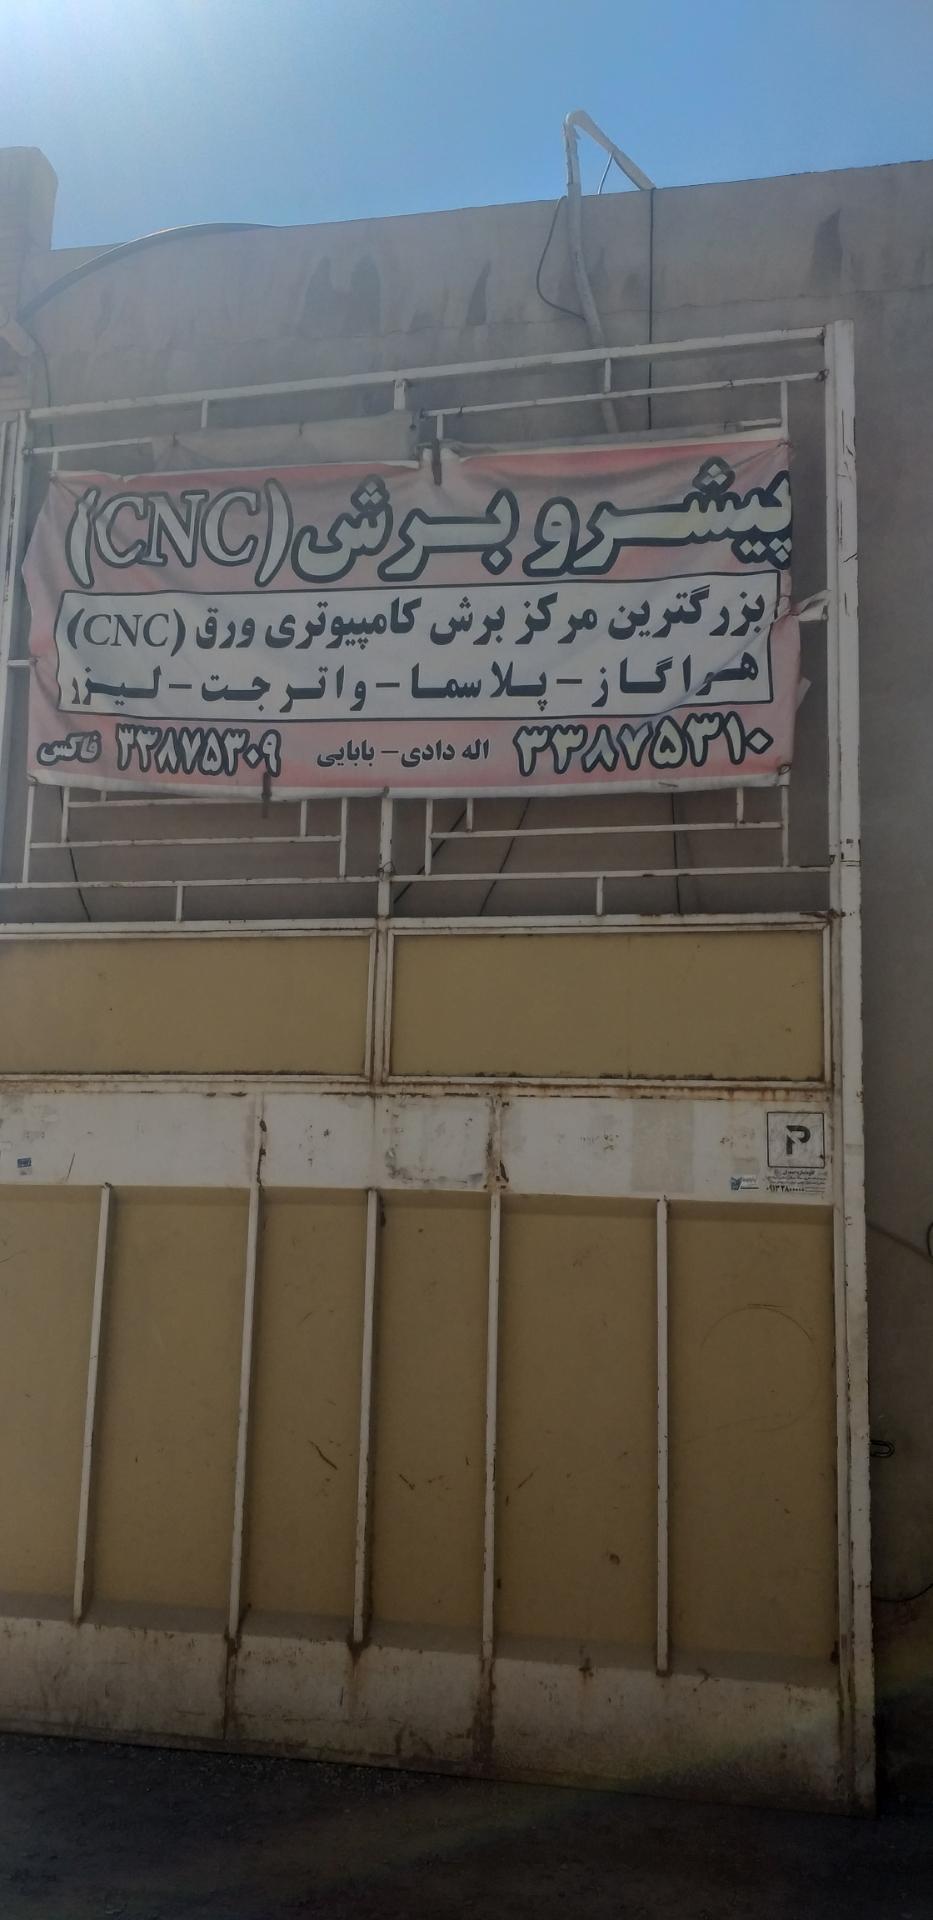 پیشرو برش (CNC)
بزرگترین مرکز برش کامپیوتری ورق (CNC)
هواگاز - پلاسما - واترجت - لیزر
۳۳۸۷۵۳۱۰ اله دادی - بابایی ۳۳۸۷۵۳۰۹ فاکس